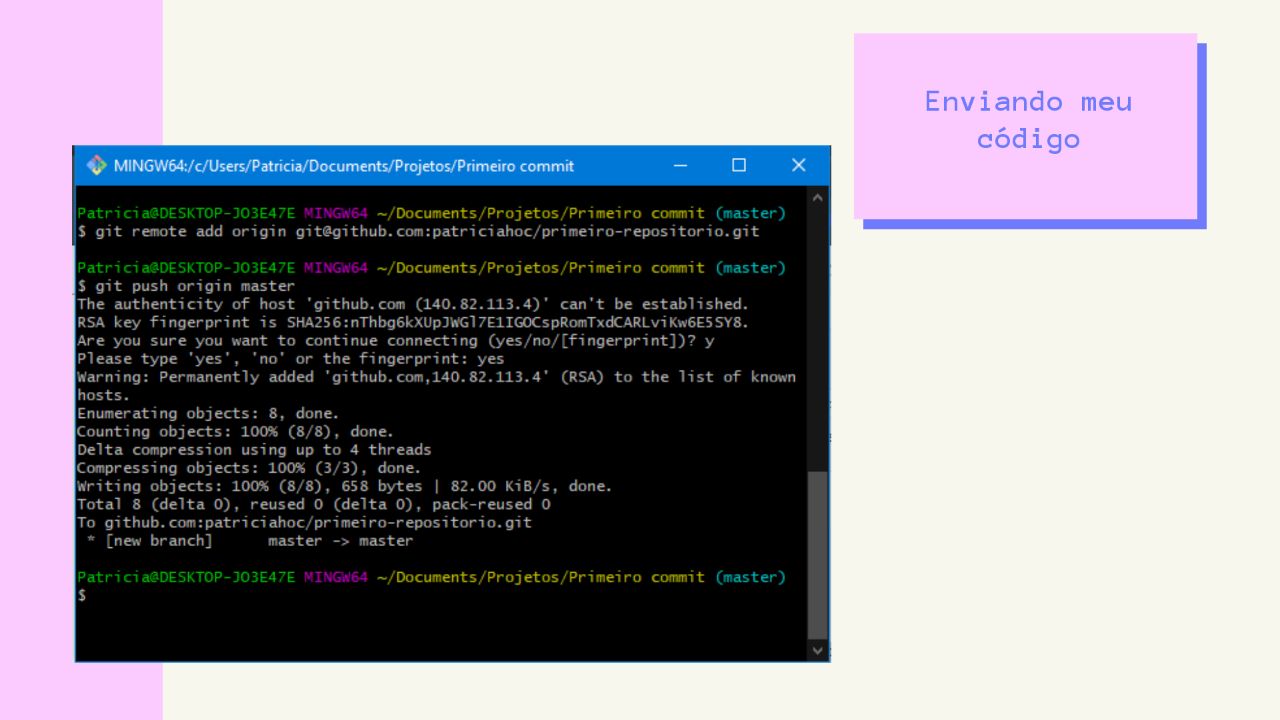 Enviando meu
código
MINGW64:/c/Users/Patricia/Documents/Projetos/Primeiro commit
Patricia@DESKTOP-JO3E47E MINGW64 ~/Documents/Projetos/Primeiro commit (master)
$ git remote add origin git@github.com:patriciahoc/primeiro-repositorio.git
Patricia@DESKTOP-JO3E47E MINGW64 ~/Documents/Projetos/Primeiro commit (master)
$ git push origin master
The authenticity of host 'github.com (140.82.113.4)' can't be established.
RSA key fingerprint is SHA256:nThbg6kXUpJWGl7E1IGOCspRomTxdCARLviKw6E5SY8.
Are you sure you want to continue connecting (yes/no/[fingerprint])? y
Please type 'yes', 'no' or the fingerprint: yes
Warning: Permanently added 'github.com,140.82.113.4' (RSA) to the list of known
hosts.
Enumerating objects: 8, done.
Counting objects: 100% (8/8), done.
Delta compression using up to 4 threads
Compressing objects: 100% (3/3), done.
Writing objects: 100% (8/8), 658 bytes | 82.00 KiB/s, done.
Total 8 (delta 0), reused 0 (delta 0), pack-reused 0
To github.com:patriciahoc/primeiro-repositorio.git
 * [new branch]      master -> master
Patricia@DESKTOP-JO3E47E MINGW64 ~/Documents/Projetos/Primeiro commit (master)
$